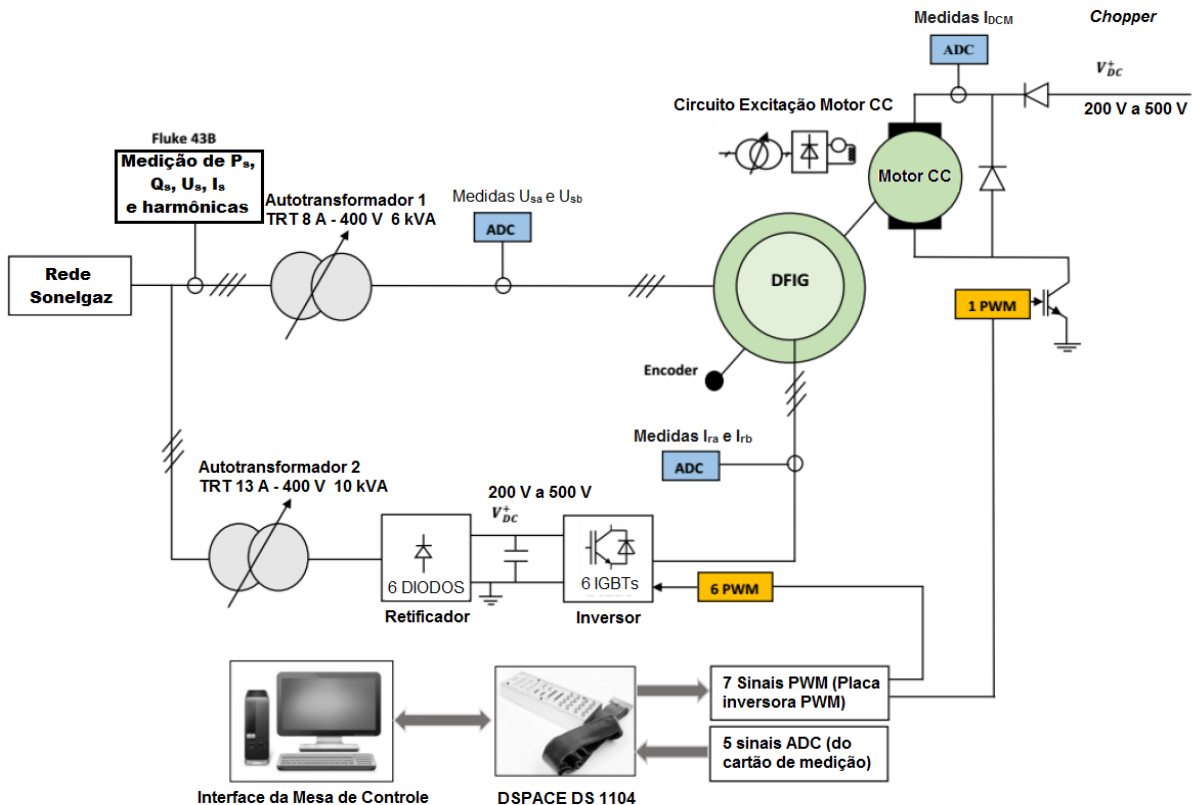 Medidas I_DCM
Chopper
ADC
V⁺_DC
200 V a 500 V
Circuito Excitação Motor CC
Motor CC
Fluke 43B
Medição de Pₛ,
Qₛ, Uₛ, Iₛ
e harmônicas
Autotransformador 1
TRT 8 A - 400 V 6 kVA
Medidas Uₛₐ e U_sb
ADC
Rede
Sonelgaz
DFIG
1 PWM
Encoder
Medidas Iᵣₐ e I_rb
ADC
Autotransformador 2
TRT 13 A - 400 V 10 kVA
200 V a 500 V
V⁺_DC
6 DIODOS
6 IGBTs
Retificador
Inversor
6 PWM
7 Sinais PWM (Placa
inversora PWM)
5 sinais ADC (do
cartão de medição)
Interface da Mesa de Controle
DSPACE DS 1104